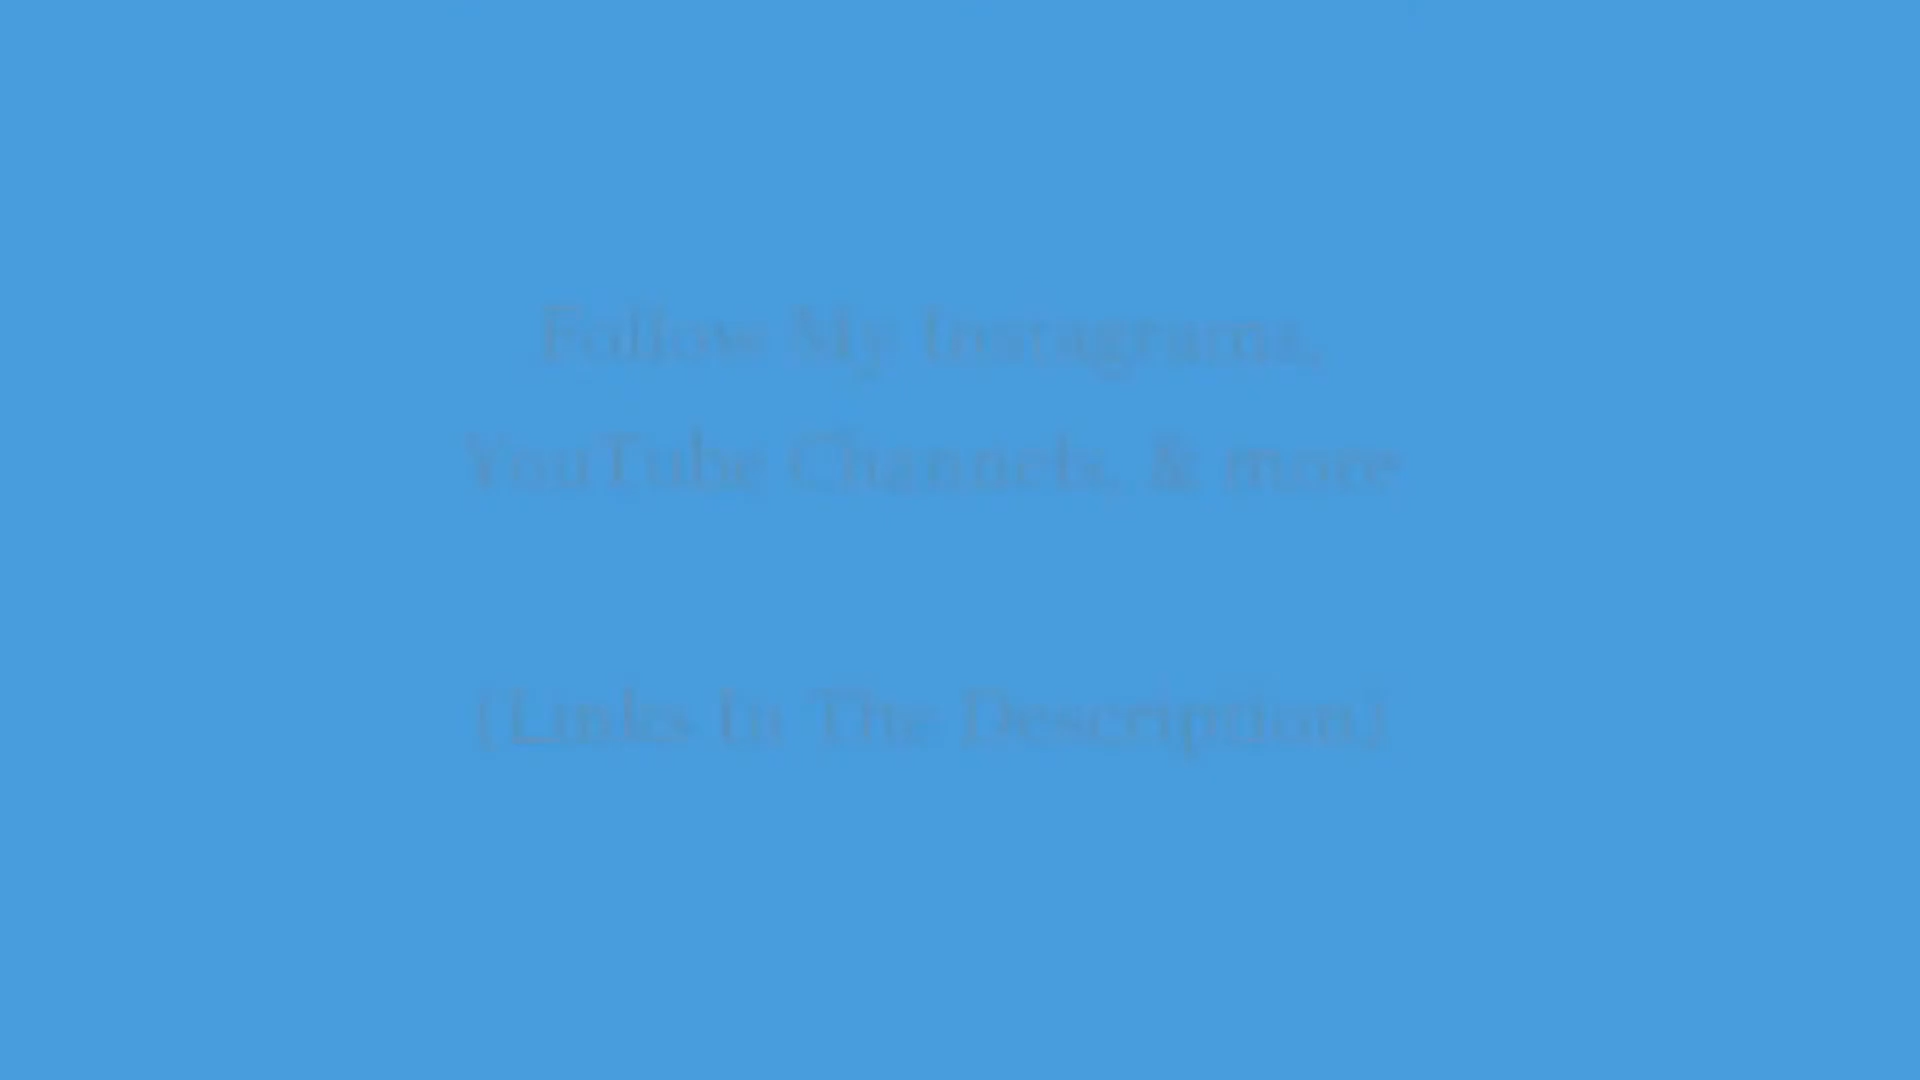 Follow My Instagrams,
YouTube Channels, & more
(Links In The Description)